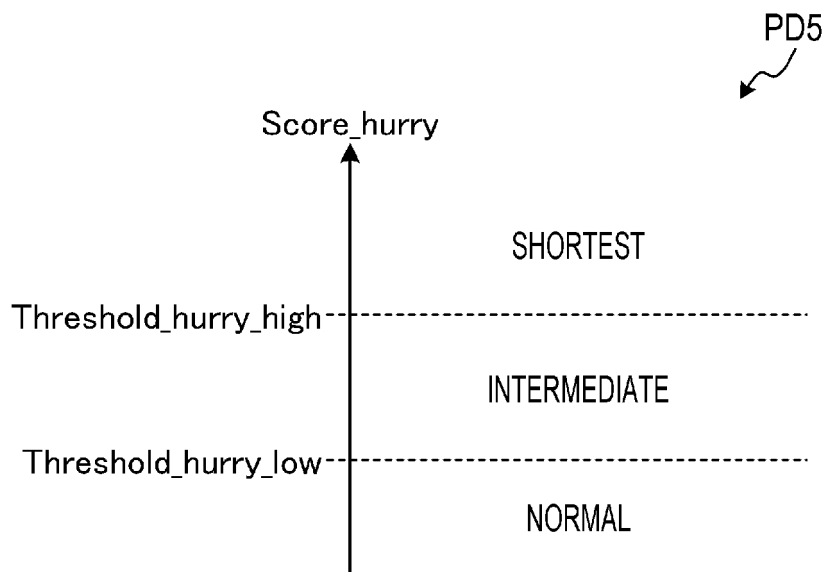 PD5
Score_hurry
SHORTEST
Threshold_hurry_high
INTERMEDIATE
Threshold_hurry_low
NORMAL